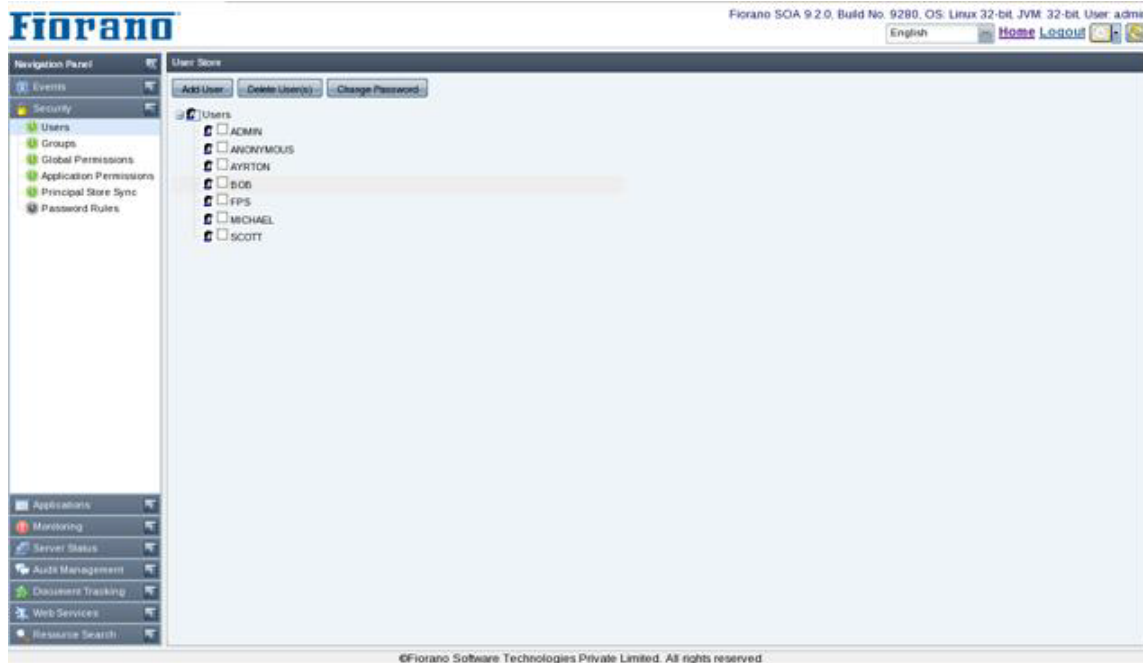 Fiorano
Fiorano SOA 9.2.0, Build No. 9280, OS: Linux 32-bit, JVM: 32-bit, User: admi
English
Home Logout
Navigation Panel
Events
Security
Users
Groups
Global Permissions
Application Permissions
Principal Store Sync
Password Rules
Applications
Monitoring
Server Status
Audit Management
Document Tracking
Web Services
Resource Search
User Store
Add User Delete User(s) Change Password
Users
ADMIN
ANONYMOUS
AYRTON
BOB
FPS
MICHAEL
SCOTT
©Fiorano Software Technologies Private Limited. All rights reserved